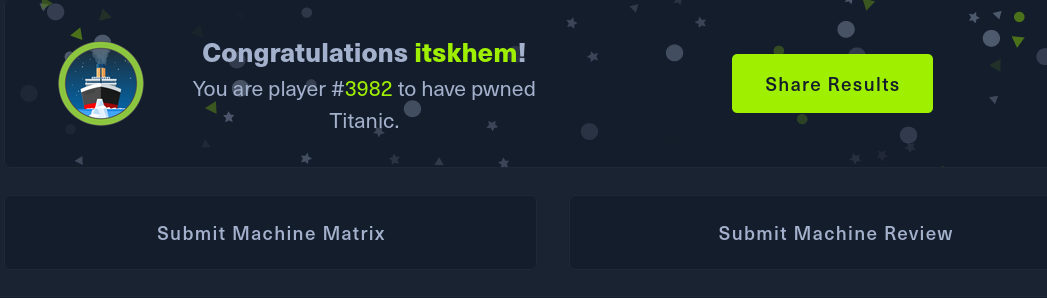 Congratulations itskhem!
You are player #3982 to have pwned
Titanic.
Share Results
Submit Machine Matrix
Submit Machine Review